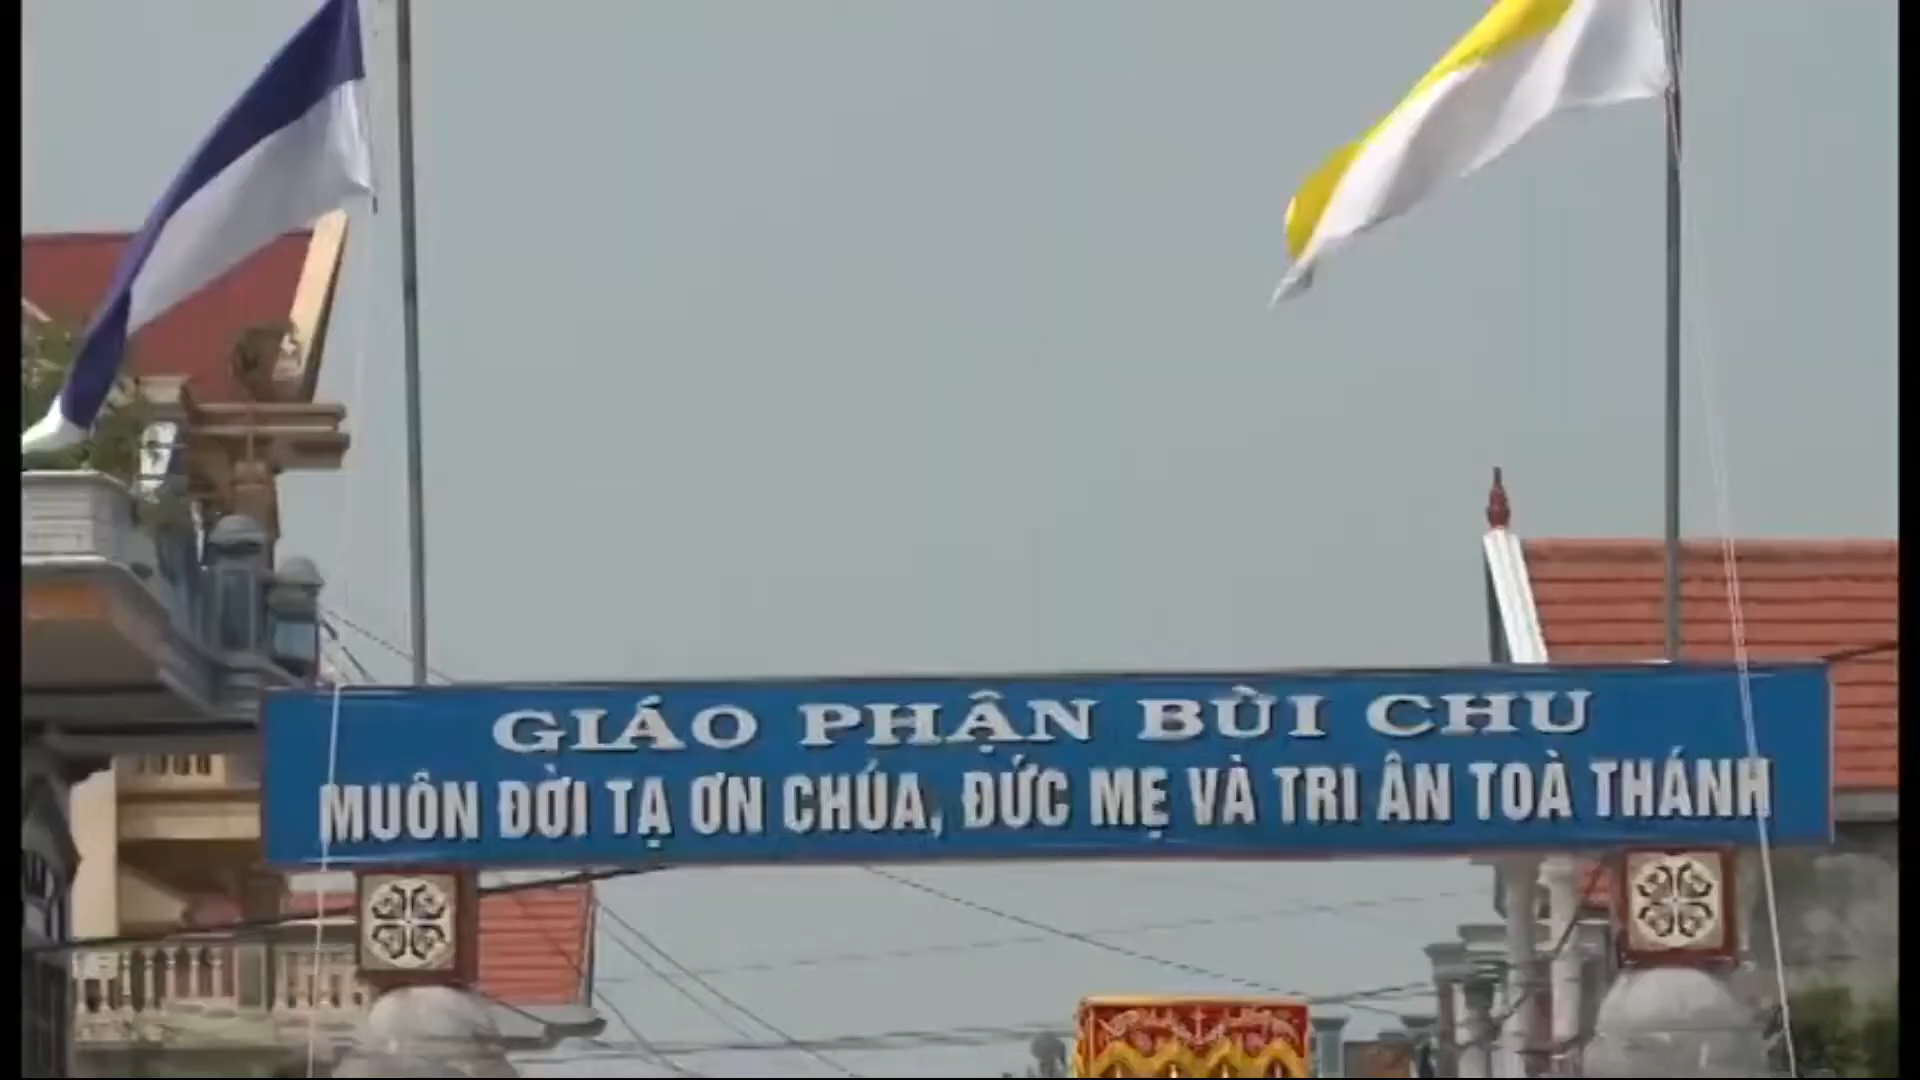 GIÁO PHẬN BÙI CHU
MUÔN ĐỜI TẠ ƠN CHÚA, ĐỨC MẸ VÀ TRI ÂN TOÀ THÁNH